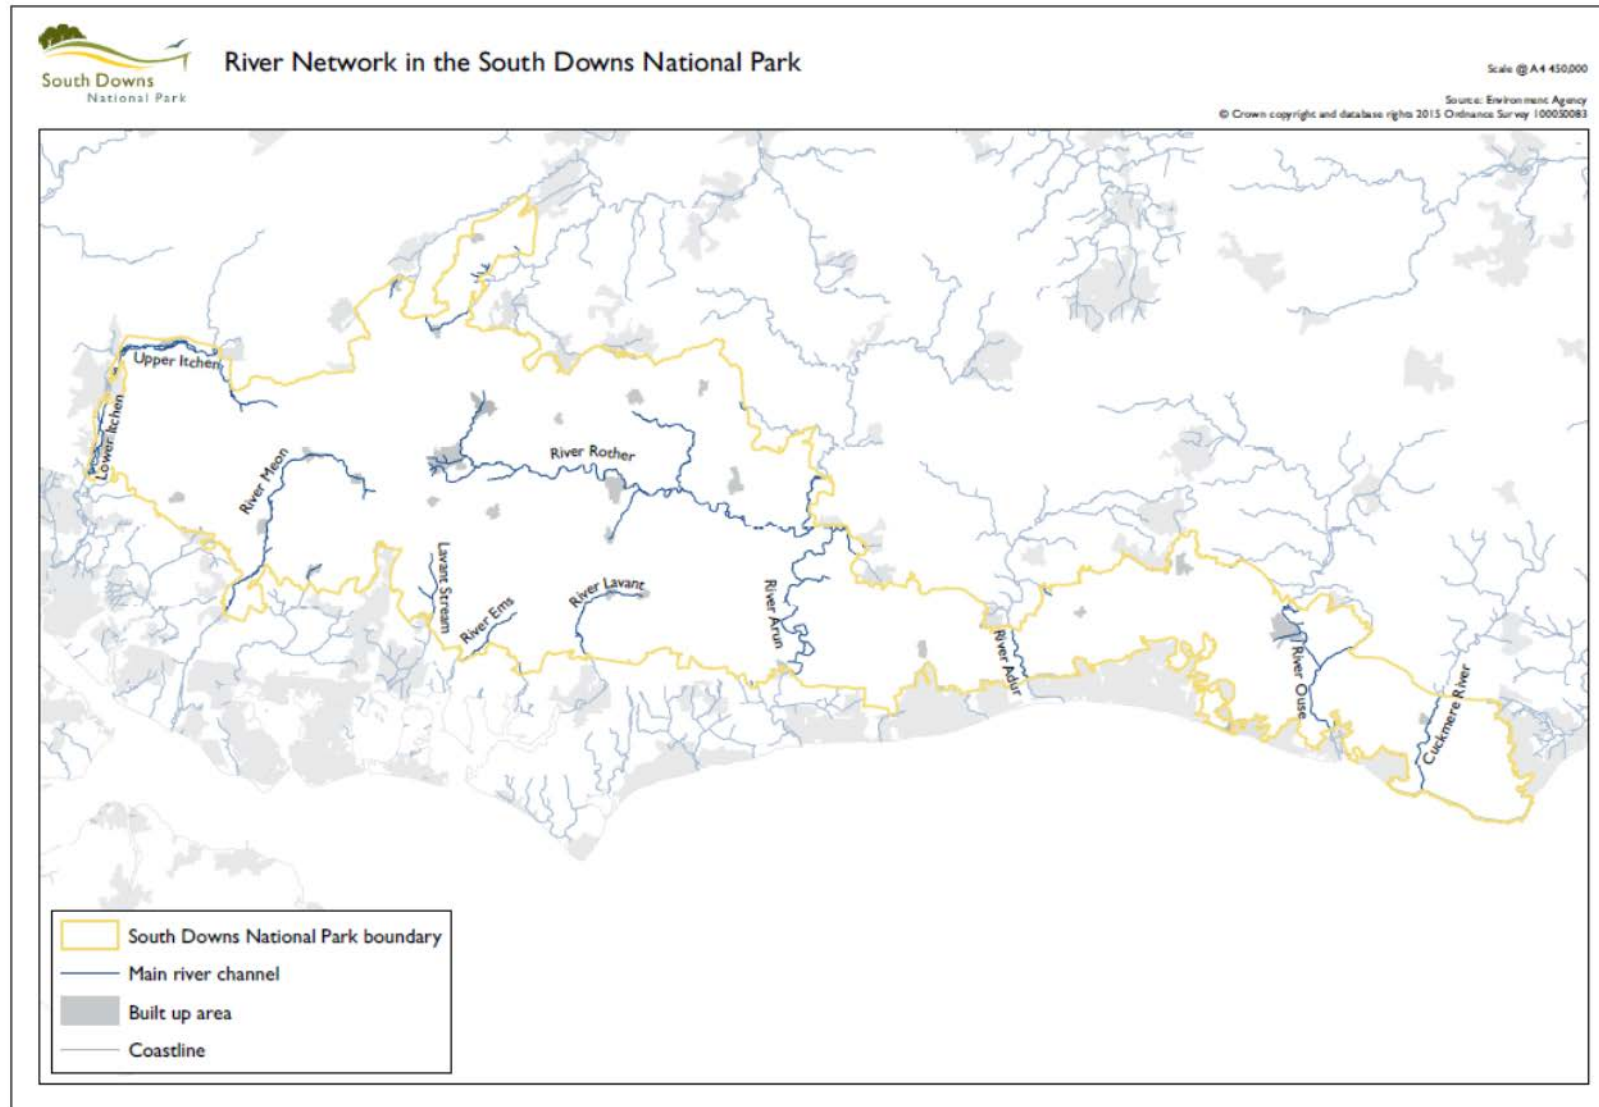 South Downs
National Park
River Network in the South Downs National Park
Scale @ A4 450,000
Source: Environment Agency
© Crown copyright and database rights 2015 Ordnance Survey 100050083
Upper Itchen
Lower Itchen
River Meon
River Rother
Lavant Stream
River Ems
River Lavant
River Arun
River Adur
River Ouse
Cuckmere River
South Downs National Park boundary
Main river channel
Built up area
Coastline